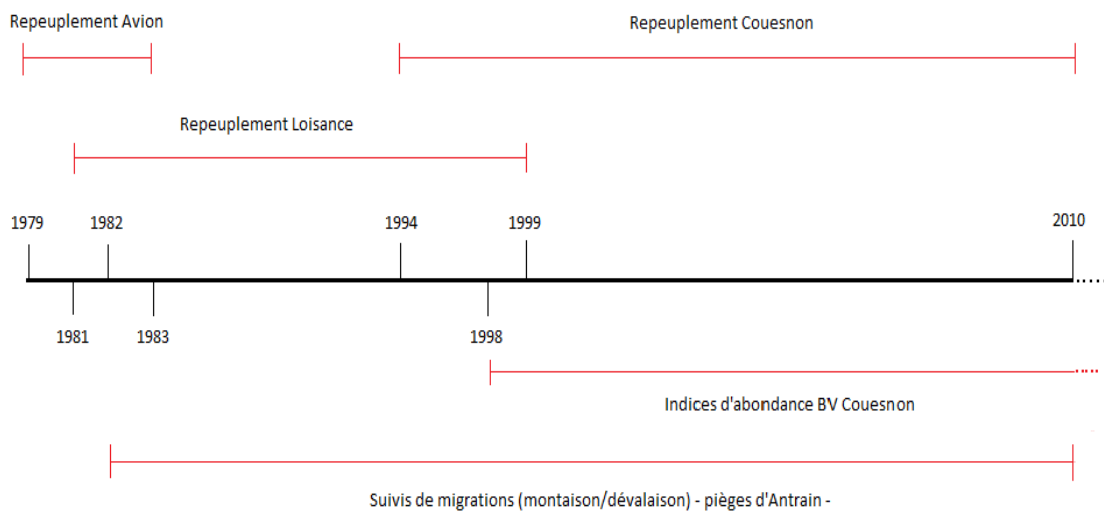 Repeuplement Avion
Repeuplement Couesnon
Repeuplement Loisance
1979
1982
1994
1999
2010
1981
1983
1998
Indices d'abondance BV Couesnon
Suivis de migrations (montaison/dévalaison) - pièges d'Antrain -